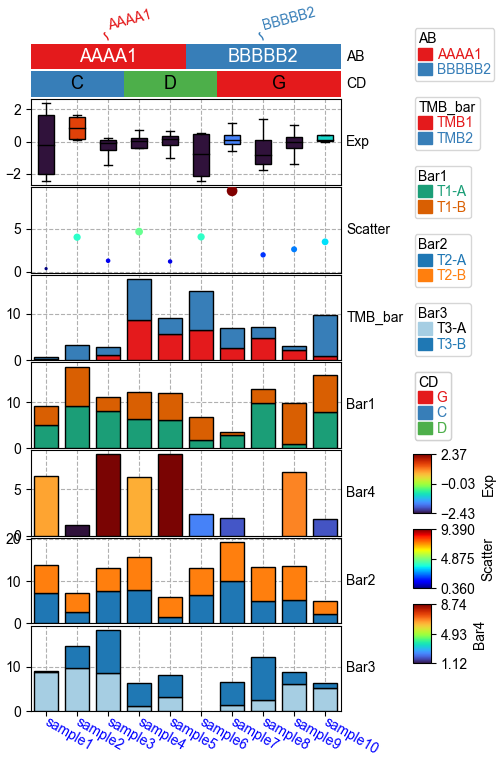 AAAA1
BBBBB2
AAAA1
BBBBB2
AB
C
D
G
CD
2
0
−2
Exp
5
0
Scatter
10
0
TMB_bar
10
0
Bar1
5
0
Bar4
20
10
0
Bar2
10
0
Bar3
sample1
sample2
sample3
sample4
sample5
sample6
sample7
sample8
sample9
sample10
AB
AAAA1
BBBBB2
TMB_bar
TMB1
TMB2
Bar1
T1-A
T1-B
Bar2
T2-A
T2-B
Bar3
T3-A
T3-B
CD
G
C
D
2.37
−0.03
−2.43
Exp
9.390
4.875
0.360
Scatter
8.74
4.93
1.12
Bar4